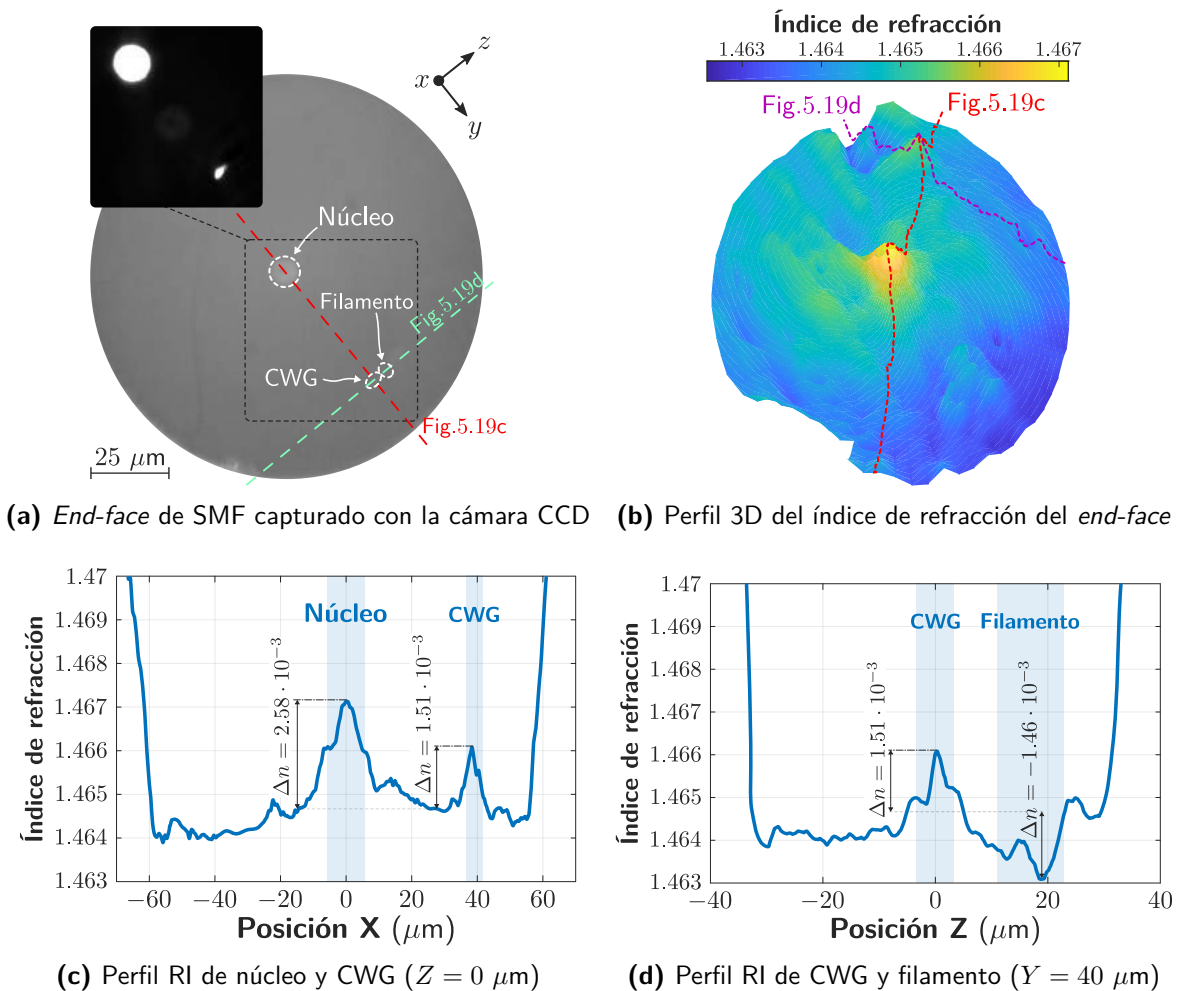 z
x
y
Núcleo
Filamento
CWG
Fig.5.19d
Fig.5.19c
25 μm
(a) End-face de SMF capturado con la cámara CCD
Índice de refracción
1.463 1.464 1.465 1.466 1.467
Fig.5.19d
Fig.5.19c
(b) Perfil 3D del índice de refracción del end-face
Índice de refracción
1.47
1.469
1.468
1.467
1.466
1.465
1.464
1.463
Núcleo
CWG
Δn = 2.58 · 10⁻³
Δn = 1.51 · 10⁻³
−60 −40 −20 0 20 40 60
Posición X (μm)
(c) Perfil RI de núcleo y CWG (Z = 0 μm)
Índice de refracción
1.47
1.469
1.468
1.467
1.466
1.465
1.464
1.463
CWG
Filamento
Δn = 1.51 · 10⁻³
Δn = −1.46 · 10⁻³
−40 −20 0 20 40
Posición Z (μm)
(d) Perfil RI de CWG y filamento (Y = 40 μm)